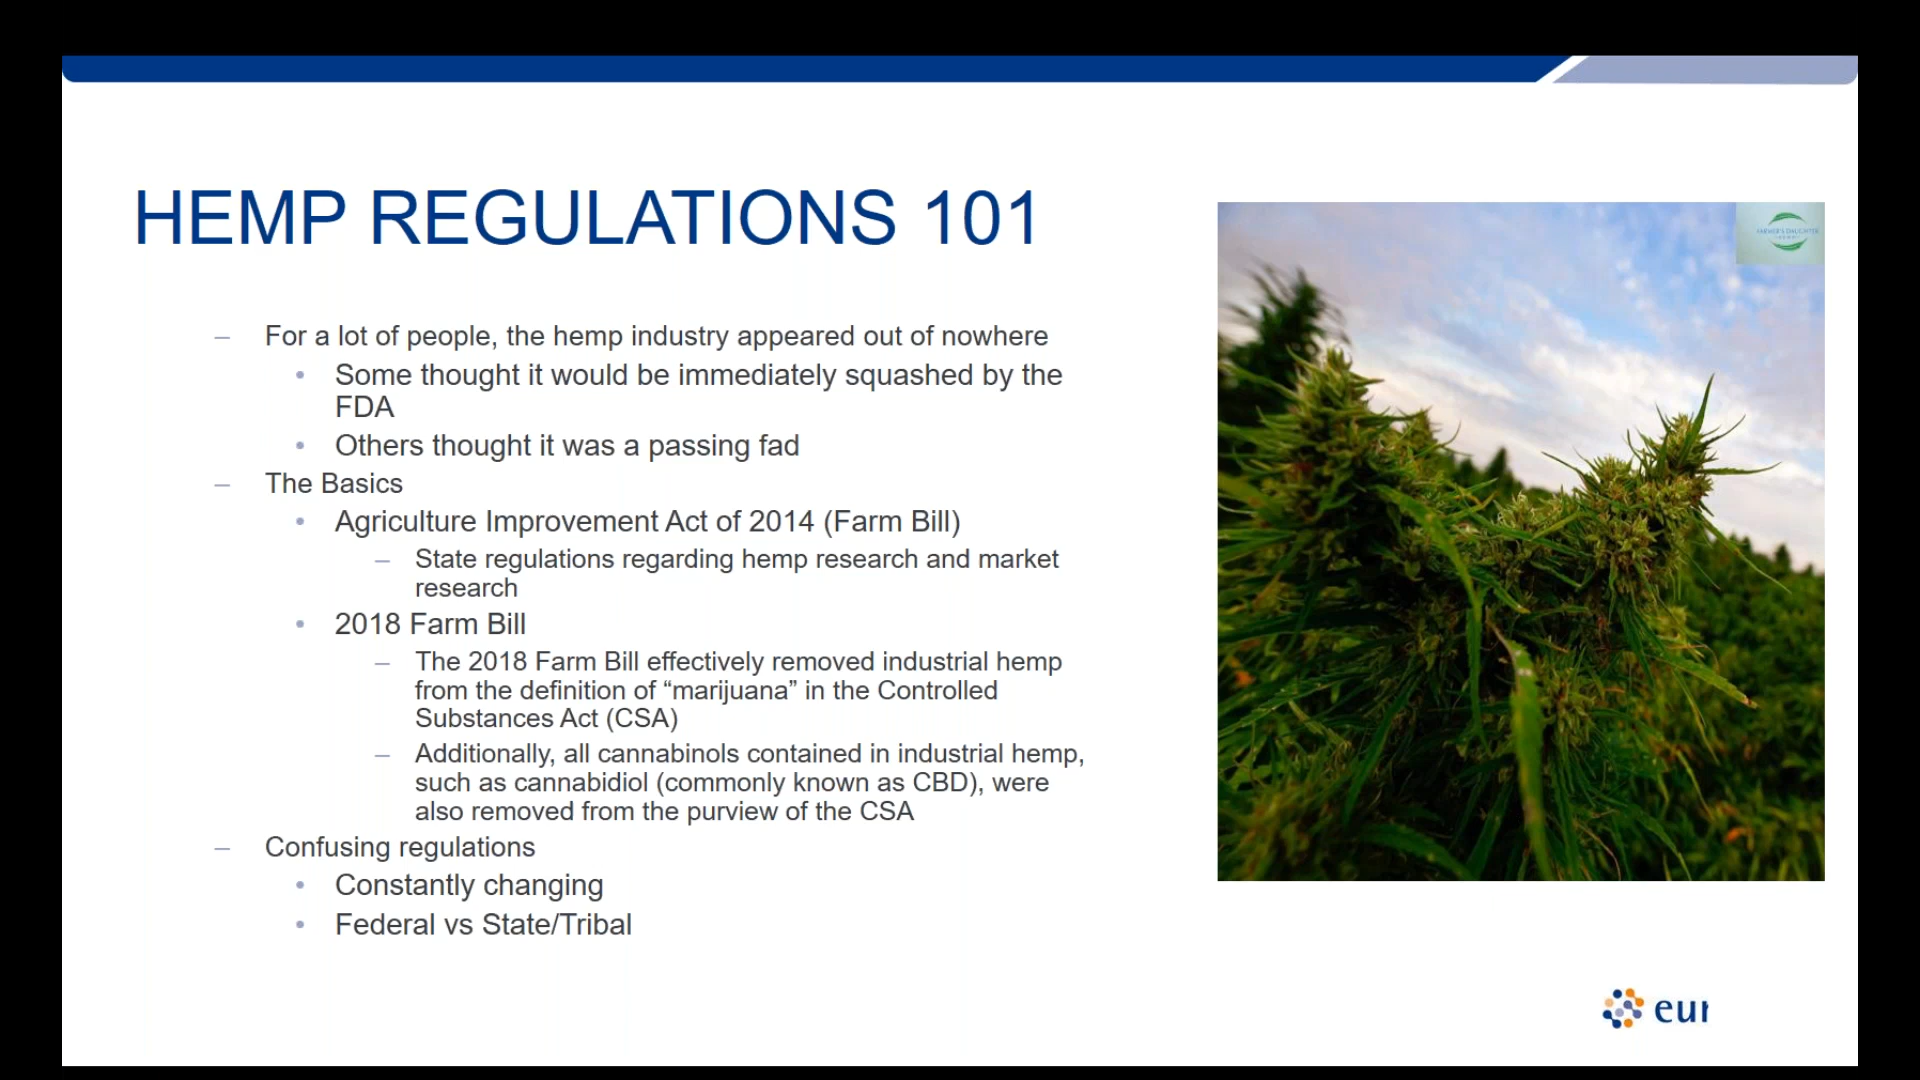 HEMP REGULATIONS 101
FARMER'S DAUGHTER
– For a lot of people, the hemp industry appeared out of nowhere
• Some thought it would be immediately squashed by the
FDA
• Others thought it was a passing fad
– The Basics
• Agriculture Improvement Act of 2014 (Farm Bill)
– State regulations regarding hemp research and market
research
• 2018 Farm Bill
– The 2018 Farm Bill effectively removed industrial hemp
from the definition of “marijuana” in the Controlled
Substances Act (CSA)
– Additionally, all cannabinols contained in industrial hemp,
such as cannabidiol (commonly known as CBD), were
also removed from the purview of the CSA
– Confusing regulations
• Constantly changing
• Federal vs State/Tribal